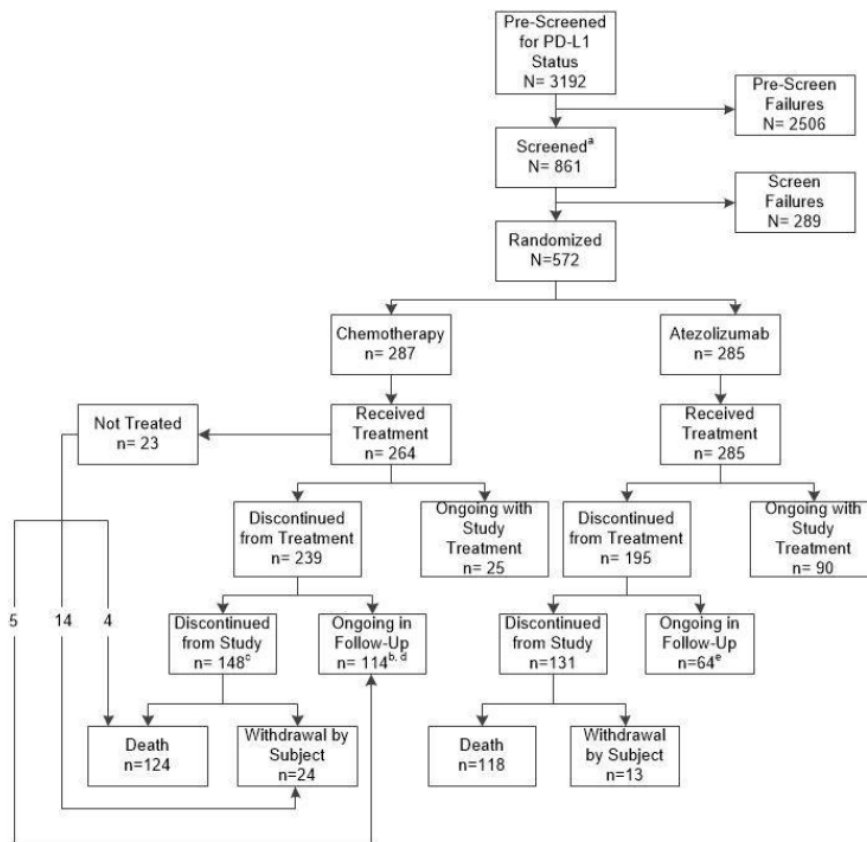 Pre-Screened
for PD-L1
Status
N= 3192
Pre-Screen
Failures
N= 2506
Screenedᵃ
N= 861
Screen
Failures
N= 289
Randomized
N=572
Chemotherapy
n= 287
Atezolizumab
n= 285
Not Treated
n= 23
Received
Treatment
n= 264
Received
Treatment
n= 285
Discontinued
from Treatment
n= 239
Ongoing with
Study
Treatment
n= 25
Discontinued
from Treatment
n= 195
Ongoing with
Study
Treatment
n= 90
5
14
4
Discontinued
from Study
n= 148ᶜ
Ongoing in
Follow-Up
n= 114ᵇ·ᵈ
Discontinued
from Study
n=131
Ongoing in
Follow-Up
n=64ᵉ
Death
n=124
Withdrawal by
Subject
n=24
Death
n=118
Withdrawal
by Subject
n=13